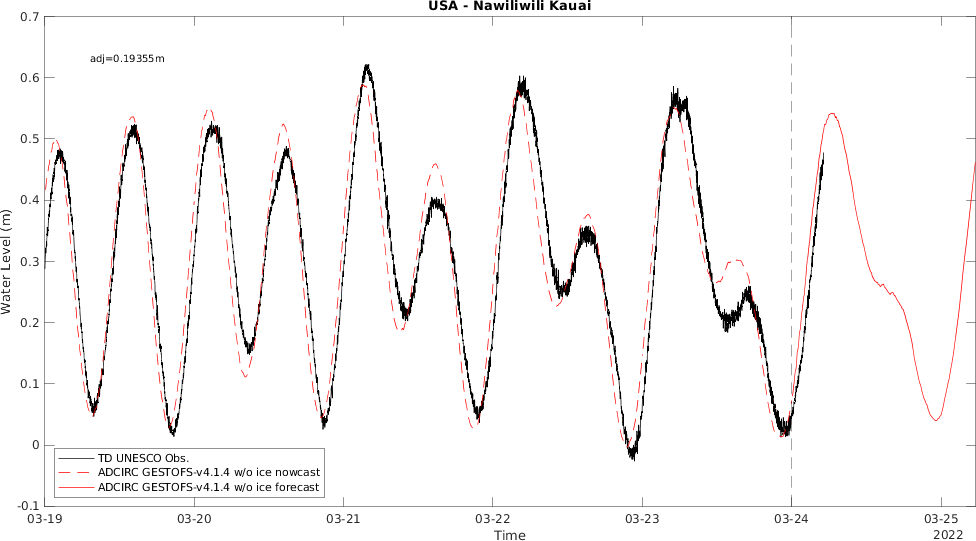 USA - Nawiliwili Kauai
adj=0.19355m
0.7
0.6
0.5
0.4
0.3
0.2
0.1
0
-0.1
Water Level (m)
TD UNESCO Obs.
ADCIRC GESTOFS-v4.1.4 w/o ice nowcast
ADCIRC GESTOFS-v4.1.4 w/o ice forecast
03-19 03-20 03-21 03-22 03-23 03-24 03-25
Time
2022